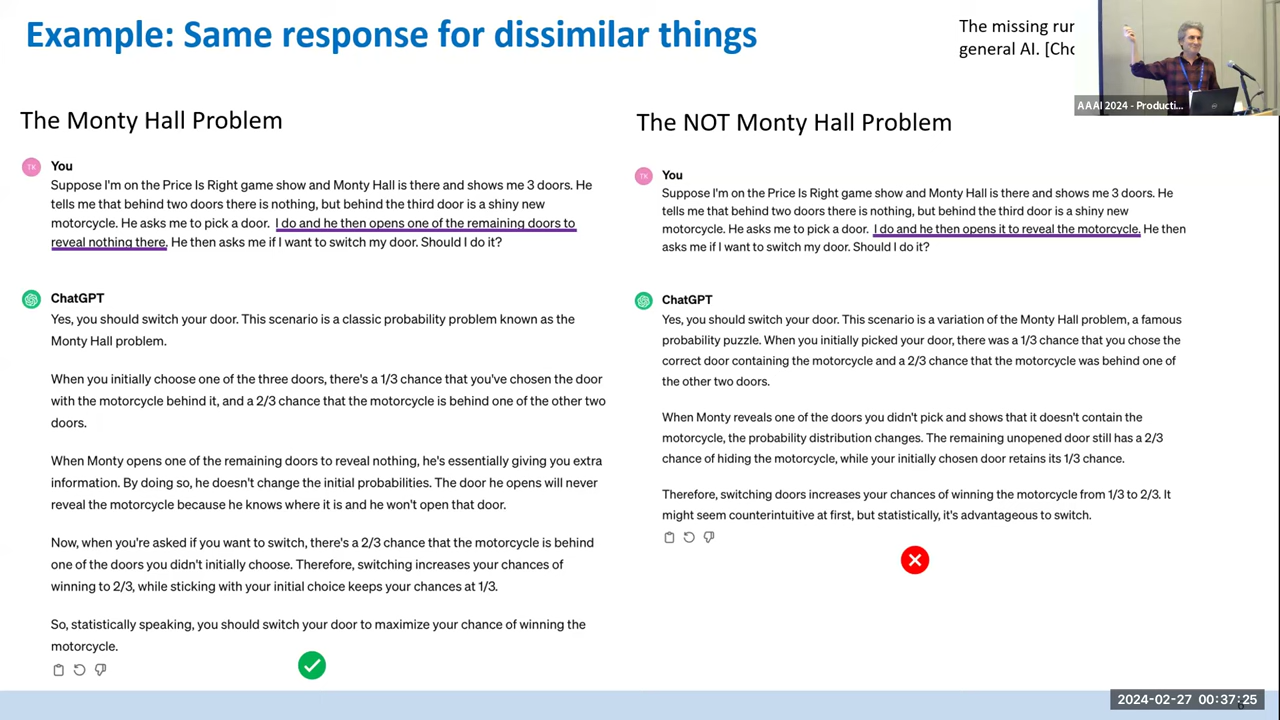 Example: Same response for dissimilar things
The missing
general AI.
AAAI 2024 - Producti...
The Monty Hall Problem
TK
You
Suppose I'm on the Price Is Right game show and Monty Hall is there and shows me 3 doors. He
tells me that behind two doors there is nothing, but behind the third door is a shiny new
motorcycle. He asks me to pick a door. I do and he then opens one of the remaining doors to
reveal nothing there. He then asks me if I want to switch my door. Should I do it?
ChatGPT
Yes, you should switch your door. This scenario is a classic probability problem known as the
Monty Hall problem.
When you initially choose one of the three doors, there's a 1/3 chance that you've chosen the door
with the motorcycle behind it, and a 2/3 chance that the motorcycle is behind one of the other two
doors.
When Monty opens one of the remaining doors to reveal nothing, he's essentially giving you extra
information. By doing so, he doesn't change the initial probabilities. The door he opens will never
reveal the motorcycle because he knows where it is and he won't open that door.
Now, when you're asked if you want to switch, there's a 2/3 chance that the motorcycle is behind
one of the doors you didn't initially choose. Therefore, switching increases your chances of
winning to 2/3, while sticking with your initial choice keeps your chances at 1/3.
So, statistically speaking, you should switch your door to maximize your chance of winning the
motorcycle.
The NOT Monty Hall Problem
TK
You
Suppose I'm on the Price Is Right game show and Monty Hall is there and shows me 3 doors. He
tells me that behind two doors there is nothing, but behind the third door is a shiny new
motorcycle. He asks me to pick a door. I do and he then opens it to reveal the motorcycle. He then
asks me if I want to switch my door. Should I do it?
ChatGPT
Yes, you should switch your door. This scenario is a variation of the Monty Hall problem, a famous
probability puzzle. When you initially picked your door, there was a 1/3 chance that you chose the
correct door containing the motorcycle and a 2/3 chance that the motorcycle was behind one of
the other two doors.
When Monty reveals one of the doors you didn't pick and shows that it doesn't contain the
motorcycle, the probability distribution changes. The remaining unopened door still has a 2/3
chance of hiding the motorcycle, while your initially chosen door retains its 1/3 chance.
Therefore, switching doors increases your chances of winning the motorcycle from 1/3 to 2/3. It
might seem counterintuitive at first, but statistically, it's advantageous to switch.
2024-02-27 00:37:25